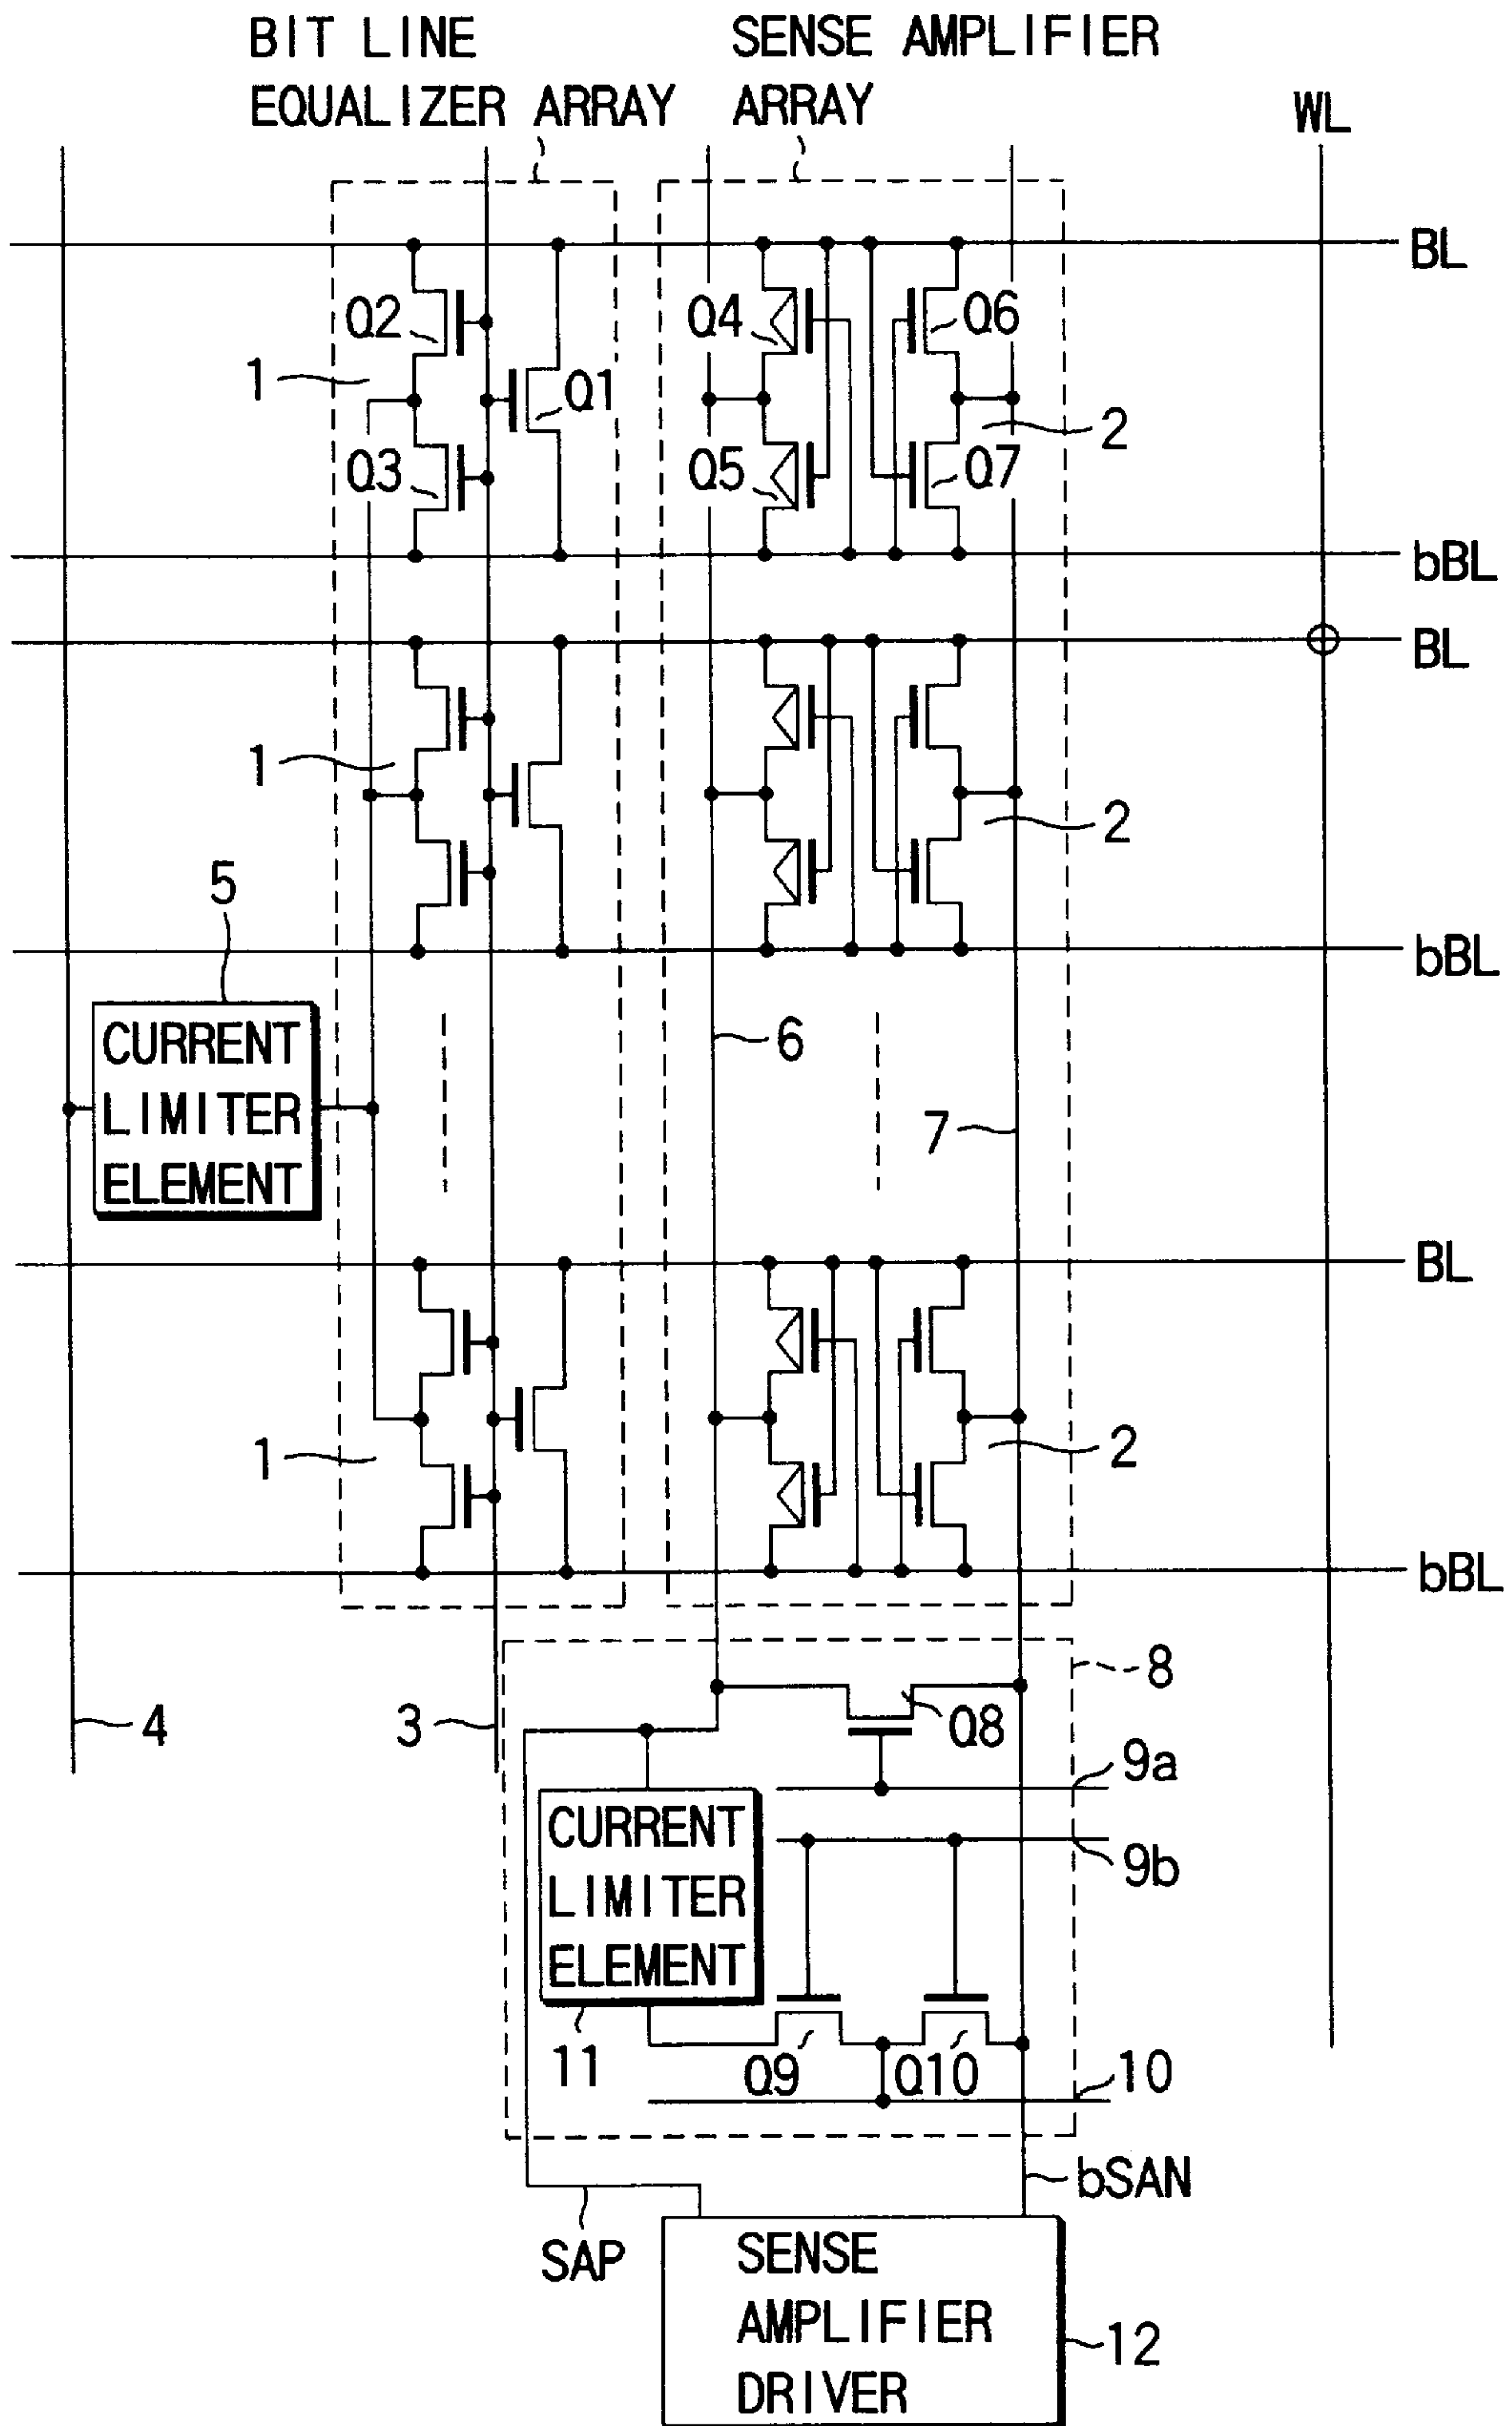 BIT LINE
EQUALIZER ARRAY
SENSE AMPLIFIER
ARRAY
WL
BL
Q2
Q4
Q6
1
Q1
2
Q3
Q5
Q7
bBL
BL
1
2
5
bBL
CURRENT
LIMITER
ELEMENT
6
7
BL
1
2
bBL
8
4
3
Q8
9a
CURRENT
LIMITER
ELEMENT
9b
11
Q9
Q10
10
bSAN
SAP
SENSE
AMPLIFIER
DRIVER
12